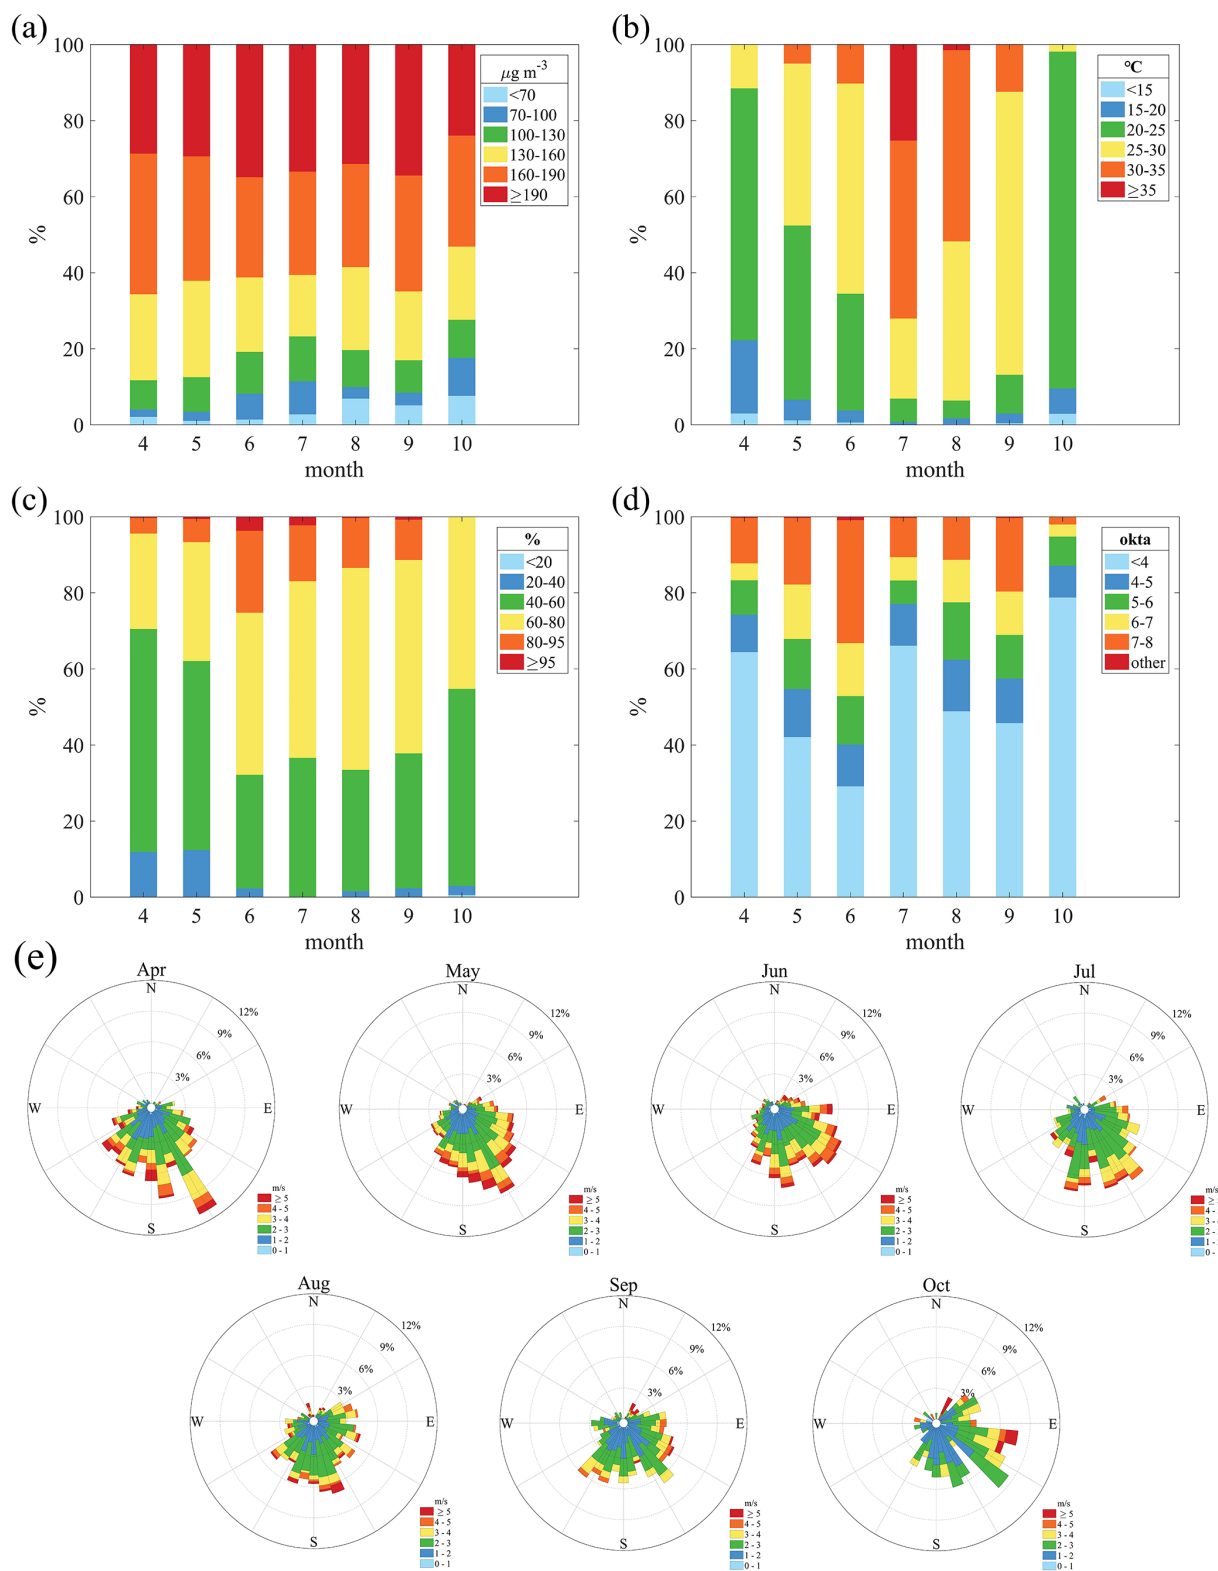 (a)
100
80
60
40
20
0
%
4 5 6 7 8 9 10
month
μg m-3
<70
70-100
100-130
130-160
160-190
≥190
(b)
100
80
60
40
20
0
%
4 5 6 7 8 9 10
month
°C
<15
15-20
20-25
25-30
30-35
≥35
(c)
100
80
60
40
20
0
%
4 5 6 7 8 9 10
month
%
<20
20-40
40-60
60-80
80-95
≥95
(d)
100
80
60
40
20
0
%
4 5 6 7 8 9 10
month
okta
<4
4-5
5-6
6-7
7-8
other
(e)
Apr
N
12%
9%
6%
3%
W
E
S
m/s
≥ 5
4 - 5
3 - 4
2 - 3
1 - 2
0 - 1
May
N
12%
9%
6%
3%
W
E
S
m/s
≥ 5
4 - 5
3 - 4
2 - 3
1 - 2
0 - 1
Jun
N
12%
9%
6%
3%
W
E
S
m/s
≥ 5
4 - 5
3 - 4
2 - 3
1 - 2
0 - 1
Jul
N
12%
9%
6%
3%
W
E
S
m/s
≥ 5
4 -
3 -
2 -
1 -
0 -
Aug
N
12%
9%
6%
3%
W
E
S
m/s
≥ 5
4 - 5
3 - 4
2 - 3
1 - 2
0 - 1
Sep
N
12%
9%
6%
3%
W
E
S
m/s
≥ 5
4 - 5
3 - 4
2 - 3
1 - 2
0 - 1
Oct
N
12%
9%
6%
3%
W
E
S
m/s
≥ 5
4 - 5
3 - 4
2 - 3
1 - 2
0 - 1